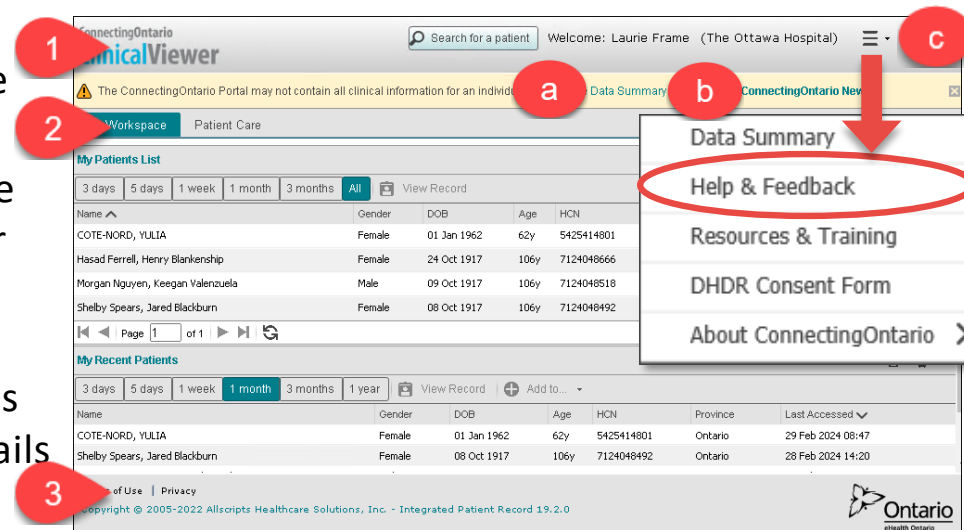 ConnectingOntario
ClinicalViewer
Search for a patient Welcome: Laurie Frame (The Ottawa Hospital)
1
c
The ConnectingOntario Portal may not contain all clinical information for an individ
a
Data Summary
b
ConnectingOntario New
2
Workspace Patient Care
My Patients List
3 days 5 days 1 week 1 month 3 months All View Record
Name Gender DOB Age HCN
COTE-NORD, YULIA Female 01 Jan 1962 62y 5425414801
Hasad Ferrell, Henry Blankenship Female 24 Oct 1917 106y 7124048666
Morgan Nguyen, Keegan Valenzuela Male 09 Oct 1917 106y 7124048518
Shelby Spears, Jared Blackburn Female 08 Oct 1917 106y 7124048492
Page 1 of 1
Data Summary
Help & Feedback
Resources & Training
DHDR Consent Form
About ConnectingOntario
My Recent Patients
3 days 5 days 1 week 1 month 3 months 1 year View Record Add to...
Name Gender DOB Age HCN Province Last Accessed
COTE-NORD, YULIA Female 01 Jan 1962 62y 5425414801 Ontario 29 Feb 2024 08:47
Shelby Spears, Jared Blackburn Female 08 Oct 1917 106y 7124048492 Ontario 28 Feb 2024 14:20
ails
3
of Use | Privacy
Copyright © 2005-2022 Allscripts Healthcare Solutions, Inc. - Integrated Patient Record 19.2.0
Ontario
eHealth Ontario